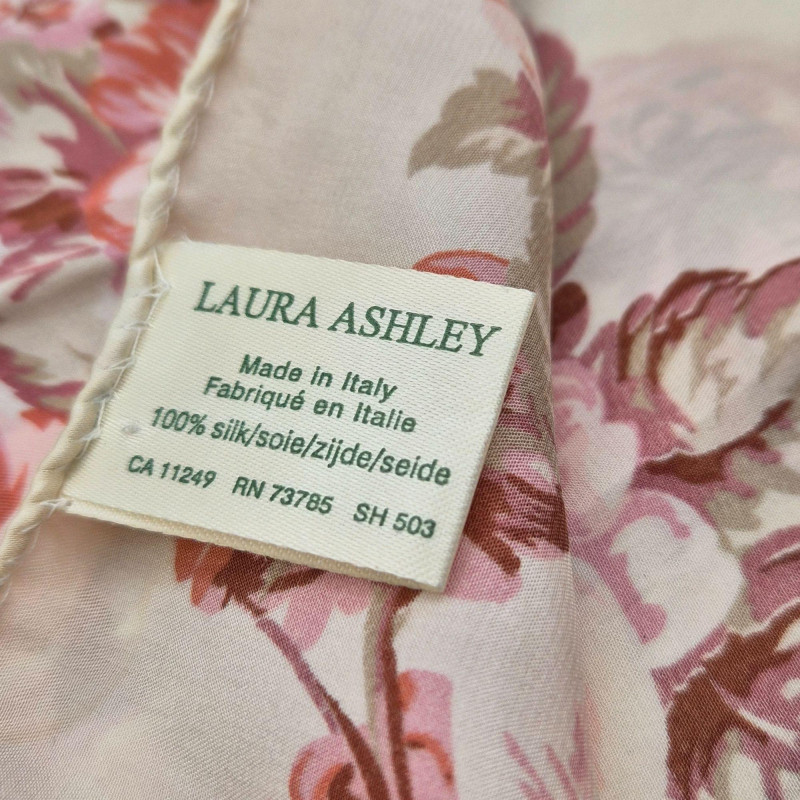 LAURA ASHLEY
Made in Italy
Fabriqué en Italie
100% silk/soie/zijde/seide
CA 11249 RN 73785 SH 503